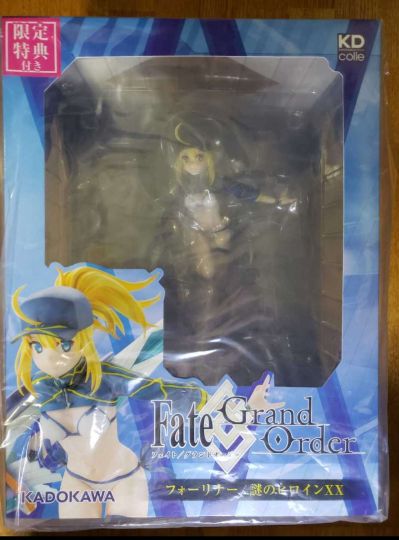 限定
特典
付き
KD
colle
Fate
Grand
Order
フェイト/グランドオーダー
KADOKAWA
フォーリナー/謎のヒロインXX